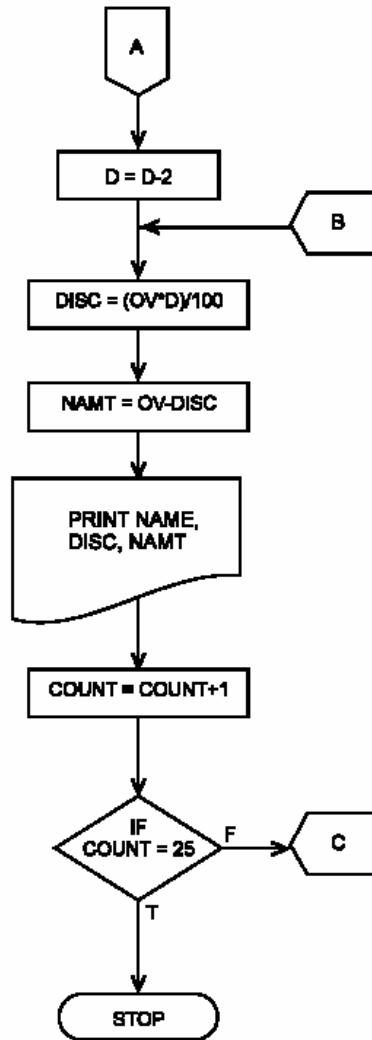 A
D = D-2
B
DISC = (OV*D)/100
NAMT = OV-DISC
PRINT NAME,
DISC, NAMT
COUNT = COUNT+1
IF
COUNT = 25
F
C
T
STOP